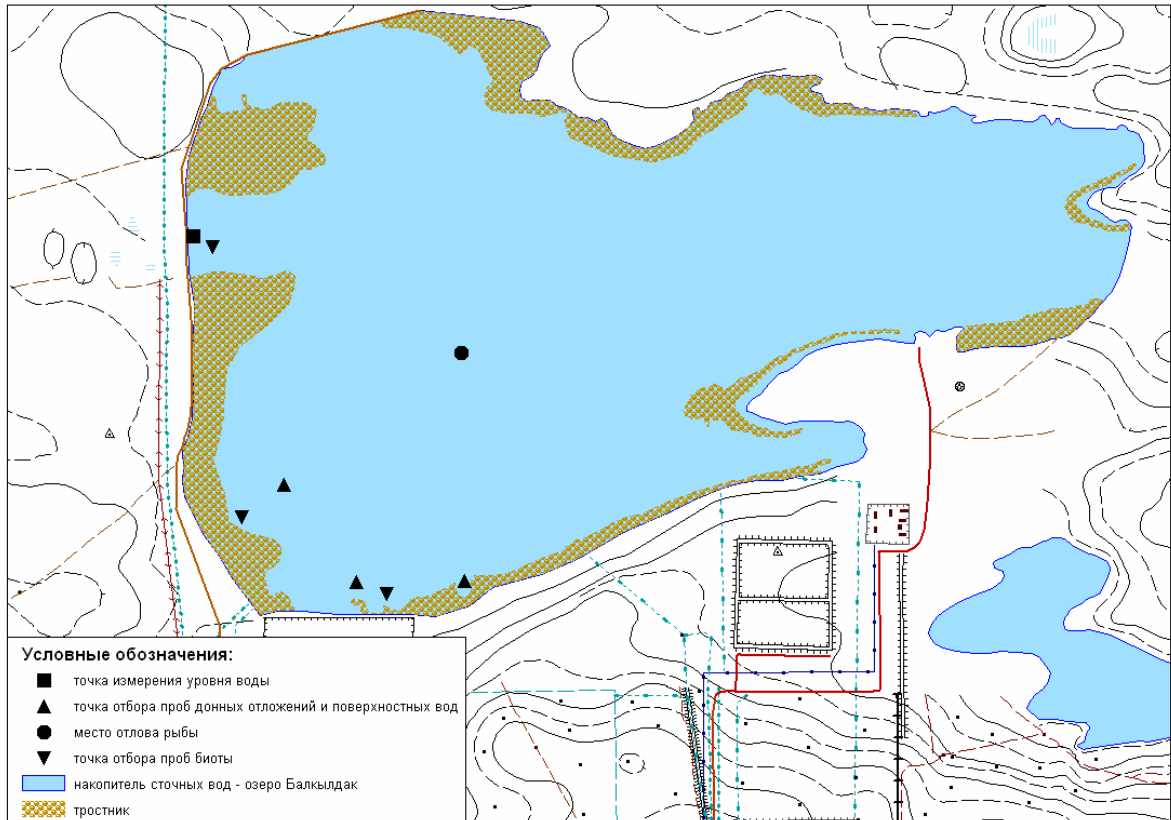 Условные обозначения:
точка измерения уровня воды
точка отбора проб донных отложений и поверхностных вод
место отлова рыбы
точка отбора проб биоты
накопитель сточных вод - озеро Балкылдак
тростник